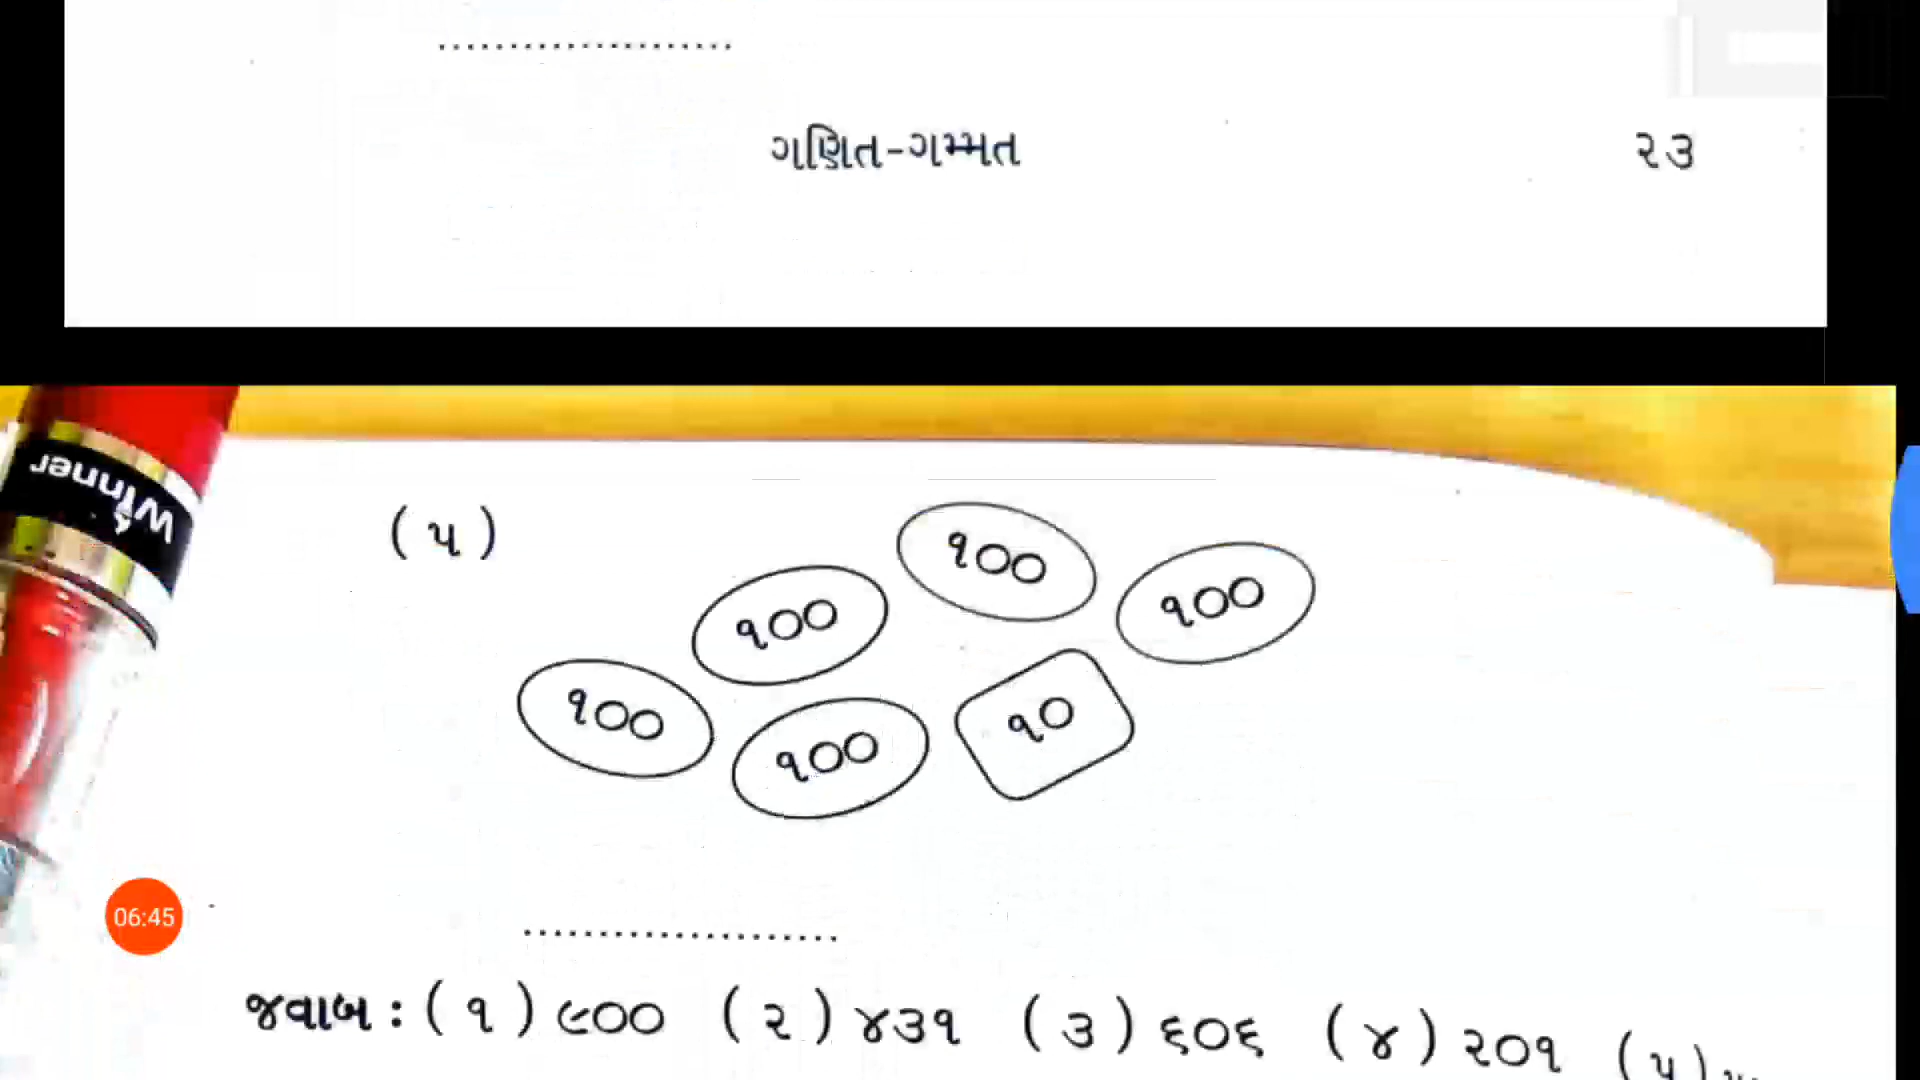 ....................
ગણિત-ગમ્મત ૨૩
Winner
(૫)
૧૦૦
૧૦૦ ૧૦૦
૧૦૦
૧૦૦ ૧૦૦ ૧૦
06:45
......................
જવાબ : (૧) ૯૦૦ (૨) ૪૩૧ (૩) ૬૦૬ (૪) ૨૦૧ (૫)